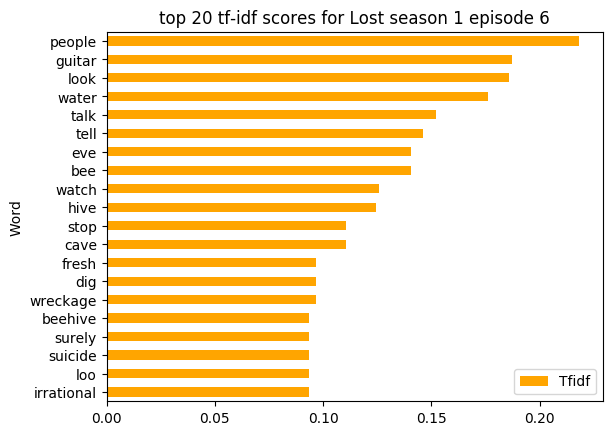 top 20 tf-idf scores for Lost season 1 episode 6
people
guitar
look
water
talk
tell
eve
bee
watch
hive
stop
cave
fresh
dig
wreckage
beehive
surely
suicide
loo
irrational
Word
Tfidf
0.00 0.05 0.10 0.15 0.20